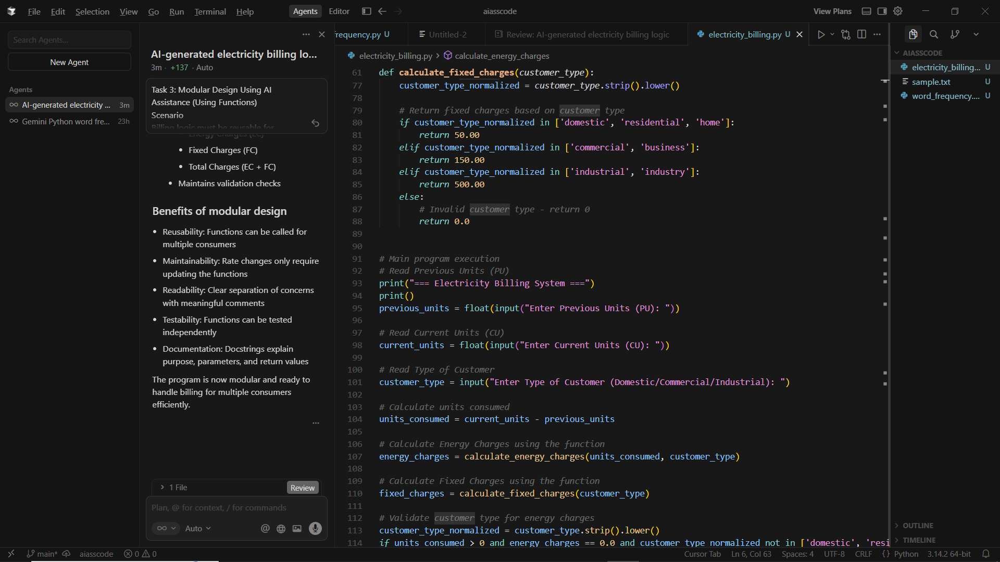 File Edit Selection View Go Run Terminal Help
Agents Editor
aiasscode
View Plans
Search Agents...
New Agent
Agents
AI-generated electricity ... 3m
Gemini Python word fre... 23h
AI-generated electricity billing lo...
3m · +137 · Auto
Task 3: Modular Design Using AI
Assistance (Using Functions)
Scenario
Billing logic must be reusable for
Energy Charges (EC)
• Fixed Charges (FC)
• Total Charges (EC + FC)
• Maintains validation checks
Benefits of modular design
• Reusability: Functions can be called for
multiple consumers
• Maintainability: Rate changes only require
updating the functions
• Readability: Clear separation of concerns
with meaningful comments
• Testability: Functions can be tested
independently
• Documentation: Docstrings explain
purpose, parameters, and return values
The program is now modular and ready to
handle billing for multiple consumers
efficiently.
1 File Review
Plan, @ for context, / for commands
Auto
requency.py U
Untitled-2
Review: AI-generated electricity billing logic
electricity_billing.py U
electricity_billing.py > calculate_energy_charges
61 def calculate_fixed_charges(customer_type):
77 customer_type_normalized = customer_type.strip().lower()
78
79 # Return fixed charges based on customer type
80 if customer_type_normalized in ['domestic', 'residential', 'home']:
81 return 50.00
82 elif customer_type_normalized in ['commercial', 'business']:
83 return 150.00
84 elif customer_type_normalized in ['industrial', 'industry']:
85 return 500.00
86 else:
87 # Invalid customer type - return 0
88 return 0.0
89
90
91 # Main program execution
92 # Read Previous Units (PU)
93 print("=== Electricity Billing System ===")
94 print()
95 previous_units = float(input("Enter Previous Units (PU): "))
96
97 # Read Current Units (CU)
98 current_units = float(input("Enter Current Units (CU): "))
99
100 # Read Type of Customer
101 customer_type = input("Enter Type of Customer (Domestic/Commercial/Industrial): ")
102
103 # Calculate units consumed
104 units_consumed = current_units - previous_units
105
106 # Calculate Energy Charges using the function
107 energy_charges = calculate_energy_charges(units_consumed, customer_type)
108
109 # Calculate Fixed Charges using the function
110 fixed_charges = calculate_fixed_charges(customer_type)
111
112 # Validate customer type for energy charges
113 customer_type_normalized = customer_type.strip().lower()
114 if units_consumed > 0 and energy_charges == 0.0 and customer_type_normalized not in ['domestic', 'resi
AIASSCODE
electricity_billing... U
sample.txt U
word_frequency.... U
OUTLINE
TIMELINE
main* aiasscode 0 0
Cursor Tab Ln 6, Col 63 Spaces: 4 UTF-8 CRLF {} Python 3.14.2 64-bit